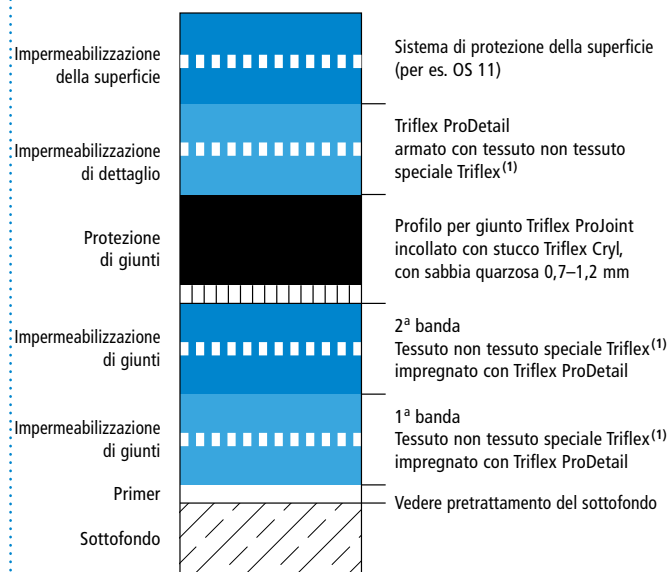 Impermeabilizzazione
della superficie
Sistema di protezione della superficie
(per es. OS 11)
Impermeabilizzazione
di dettaglio
Triflex ProDetail
armato con tessuto non tessuto
speciale Triflex(1)
Protezione
di giunti
Profilo per giunto Triflex ProJoint
incollato con stucco Triflex Cryl,
con sabbia quarzosa 0,7–1,2 mm
Impermeabilizzazione
di giunti
2ª banda
Tessuto non tessuto speciale Triflex(1)
impregnato con Triflex ProDetail
Impermeabilizzazione
di giunti
1ª banda
Tessuto non tessuto speciale Triflex(1)
impregnato con Triflex ProDetail
Primer
Vedere pretrattamento del sottofondo
Sottofondo